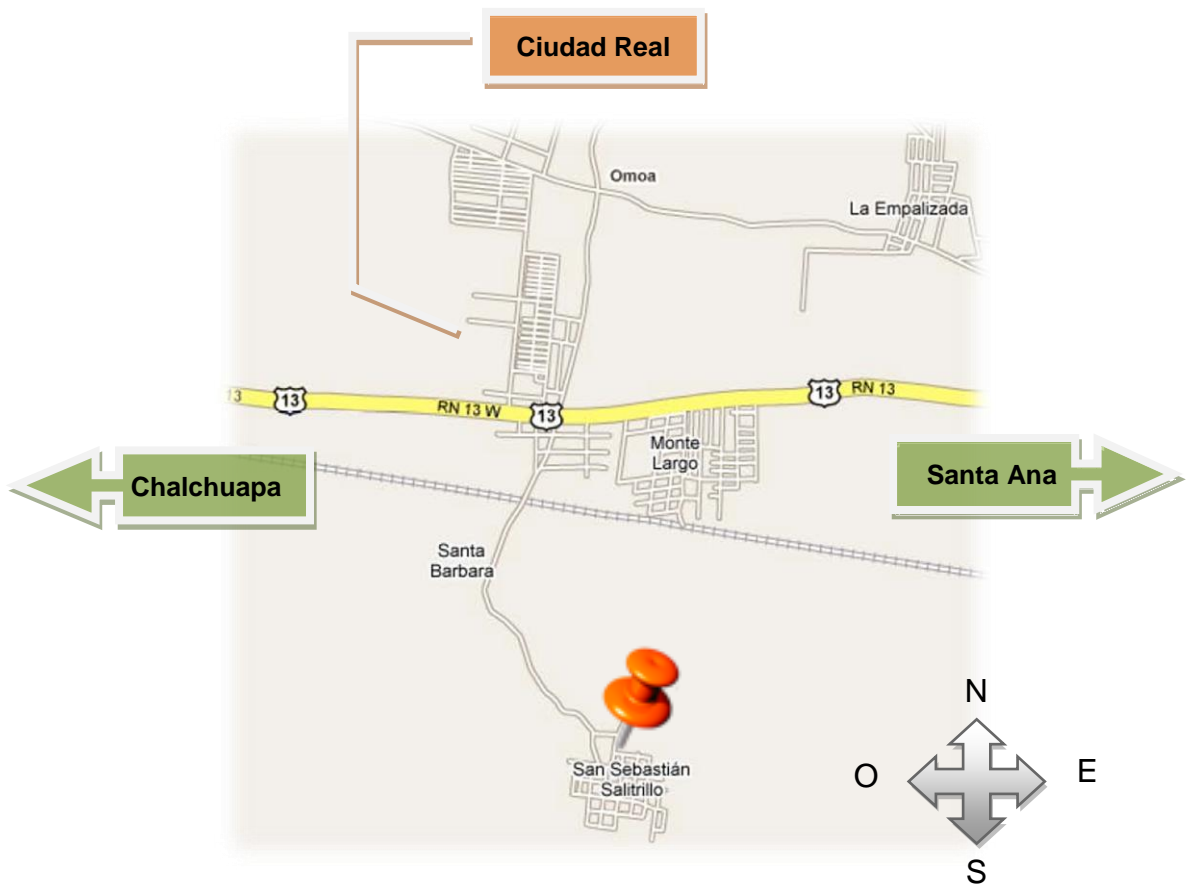 Ciudad Real
Omoa
La Empalizada
13
13
RN 13 W
13
13
RN 13
Monte
Largo
Chalchuapa
Santa Ana
Santa
Barbara
San Sebastián
Salitrillo
N
O
E
S